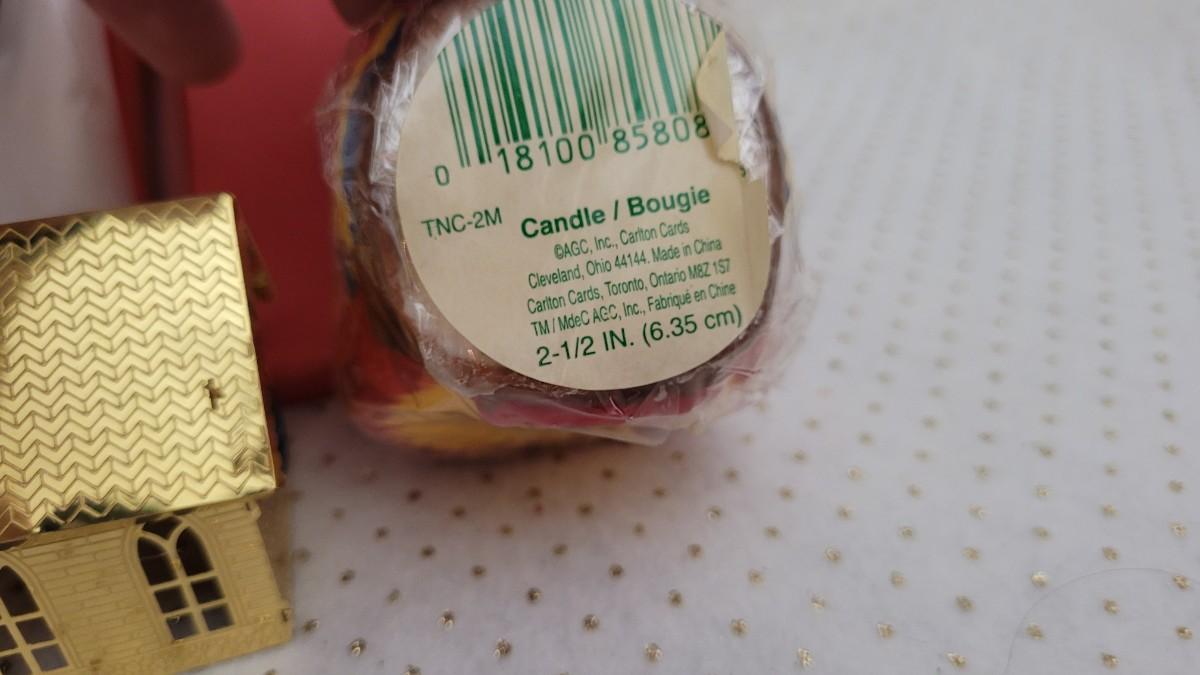 0 18100 85808
TNC-2M
Candle / Bougie
©AGC, Inc., Carlton Cards
Cleveland, Ohio 44144. Made in China
Carlton Cards, Toronto, Ontario M8Z 1S7
TM / MdeC AGC, Inc., Fabriqué en Chine
2-1/2 IN. (6.35 cm)